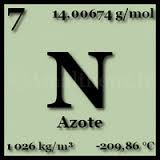 7 14.00674 g/mol
N
Azote
1 026 kg/m³ -209,86 °C